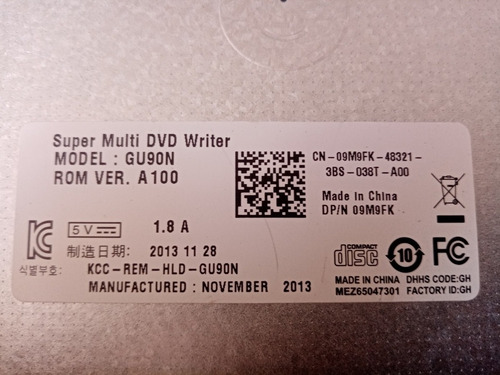 Super Multi DVD Writer
MODEL : GU90N
ROM VER. A100
CN-09M9FK-48321-
3BS-038T-A00
Made in China
DP/N 09M9FK
5V 1.8 A
制造日期: 2013 11 28
식별부호: KCC-REM-HLD-GU90N
MANUFACTURED : NOVEMBER 2013
COMPACT
disc
10
FC
MADE IN CHINA DHHS CODE:GH
MEZ65047301 FACTORY ID:GH